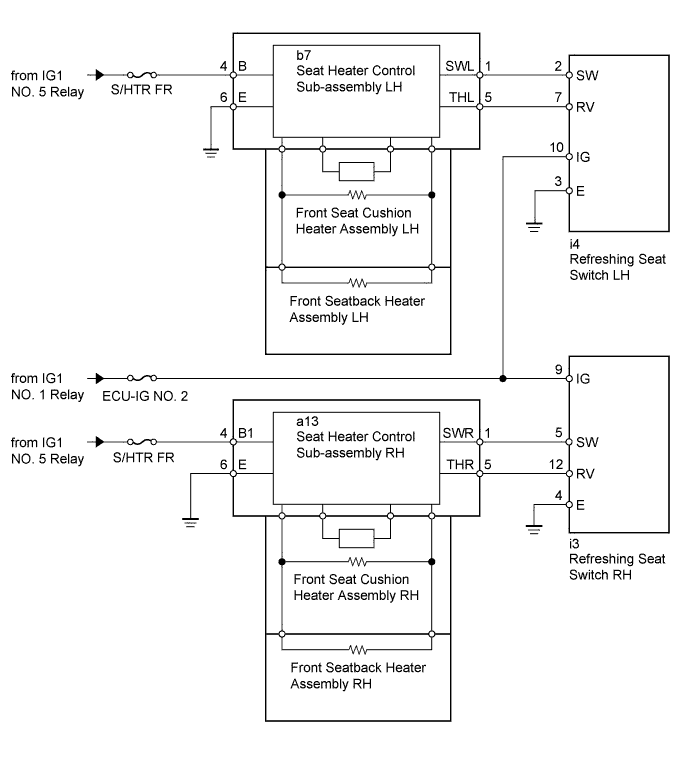 b7
4 B
Seat Heater Control
Sub-assembly LH
SWL 1
2 SW
from IG1
NO. 5 Relay
S/HTR FR
6 E
THL 5
7 RV
10 IG
3 E
Front Seat Cushion
Heater Assembly LH
i4
Refreshing Seat
Switch LH
Front Seatback Heater
Assembly LH
from IG1
NO. 1 Relay
ECU-IG NO. 2
9 IG
a13
4 B1
Seat Heater Control
Sub-assembly RH
SWR 1
5 SW
from IG1
NO. 5 Relay
S/HTR FR
6 E
THR 5
12 RV
4 E
i3
Refreshing Seat
Switch RH
Front Seat Cushion
Heater Assembly RH
Front Seatback Heater
Assembly RH